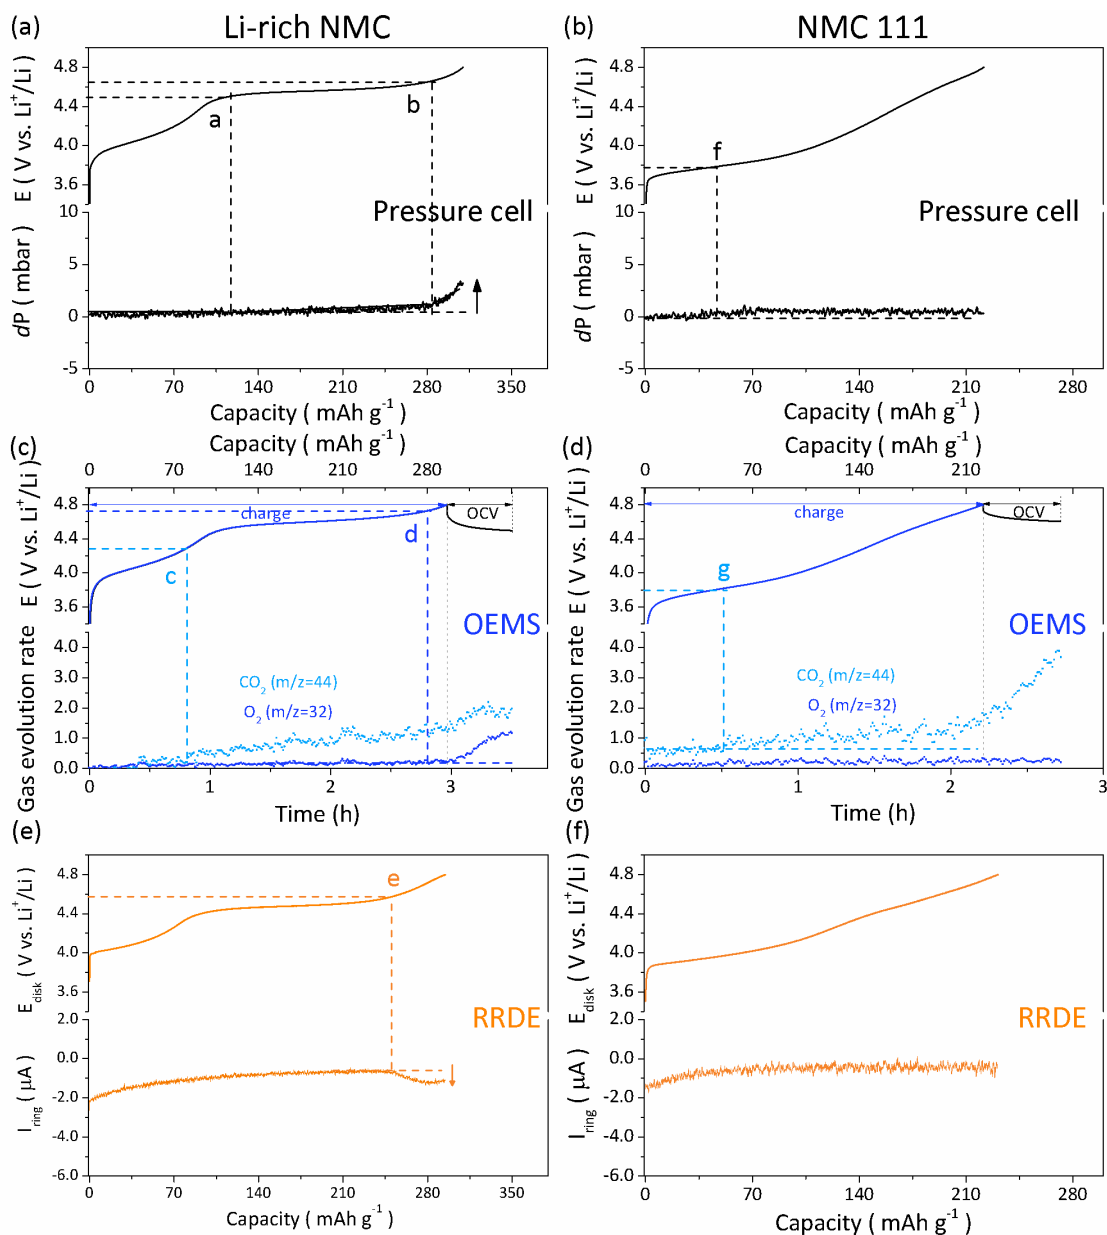 (a)
Li-rich NMC
4.8
4.4
4.0
3.6
E ( V vs. Li⁺/Li)
a
b
Pressure cell
10
5
0
-5
dP ( mbar)
0 70 140 210 280 350
Capacity ( mAh g⁻¹ )
(b)
NMC 111
4.8
4.4
4.0
3.6
E ( V vs. Li⁺/Li)
f
Pressure cell
10
5
0
-5
dP ( mbar)
0 70 140 210 280
Capacity ( mAh g⁻¹ )
(c)
Capacity ( mAh g⁻¹ )
0 70 140 210 280 350
4.8
4.4
4.0
3.6
E ( V vs. Li⁺/Li)
charge
OCV
c
d
OEMS
4.0
3.0
2.0
1.0
0.0
Gas evolution rate
CO₂ (m/z=44)
O₂ (m/z=32)
0 1 2 3
Time (h)
(d)
Capacity ( mAh g⁻¹ )
0 70 140 210
4.8
4.4
4.0
3.6
E ( V vs. Li⁺/Li)
charge
OCV
g
OEMS
4.0
3.0
2.0
1.0
0.0
Gas evolution rate
CO₂ (m/z=44)
O₂ (m/z=32)
0 1 2 3
Time (h)
(e)
4.8
4.4
4.0
3.6
E_disk ( V vs. Li⁺/Li)
e
RRDE
2.0
0.0
-2.0
-4.0
-6.0
I_ring ( μA )
0 70 140 210 280 350
Capacity ( mAh g⁻¹ )
(f)
4.8
4.4
4.0
3.6
E_disk ( V vs. Li⁺/Li)
RRDE
2.0
0.0
-2.0
-4.0
-6.0
I_ring ( μA )
0 70 140 210 280
Capacity ( mAh g⁻¹ )